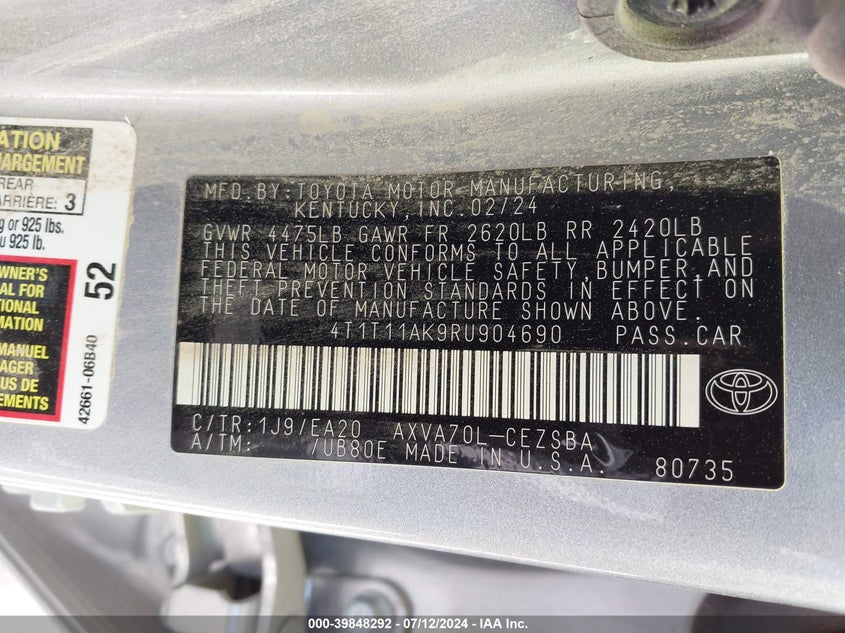 ATION
HARGEMENT
REAR
ARRIÈRE: 3
g or 925 lbs.
u 925 lb.
WNER'S
AL FOR
TIONAL
MATION
MANUEL
AGER
US DE
EMENTS
52
42661-06B40
MFD.BY:TOYOTA MOTOR MANUFACTURING,
KENTUCKY,INC.02/24
GVWR 4475LB GAWR FR 2620LB RR 2420LB
THIS VEHICLE CONFORMS TO ALL APPLICABLE
FEDERAL MOTOR VEHICLE SAFETY,BUMPER,AND
THEFT PREVENTION STANDARDS IN EFFECT ON
THE DATE OF MANUFACTURE SHOWN ABOVE.
4T1T11AK9RU904690 PASS.CAR
C/TR:1J9/EA20 AXVA70L-CEZSBA
A/TM: /UB80E MADE IN U.S.A. 80735
000-39848292 - 07/12/2024 - IAA Inc.